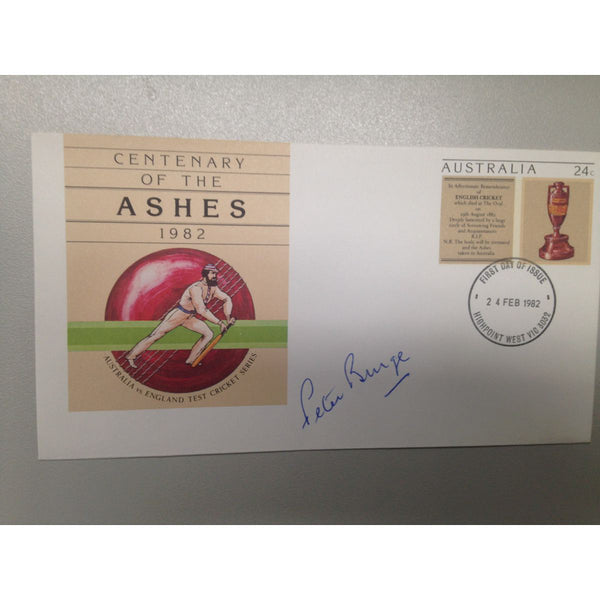 CENTENARY
OF THE
ASHES
1982
AUSTRALIA vs ENGLAND TEST CRICKET SERIES
AUSTRALIA 24c
In Affectionate Remembrance
of
ENGLISH CRICKET
which died at The Oval
on
29th August 1882
Deeply lamented by a large
circle of Sorrowing Friends
and Acquaintances
R.I.P.
N.B. The body will be cremated
and the Ashes
taken to Australia
FIRST DAY OF ISSUE
24 FEB 1982
HIGHPOINT WEST VIC 3032
Peter Burge